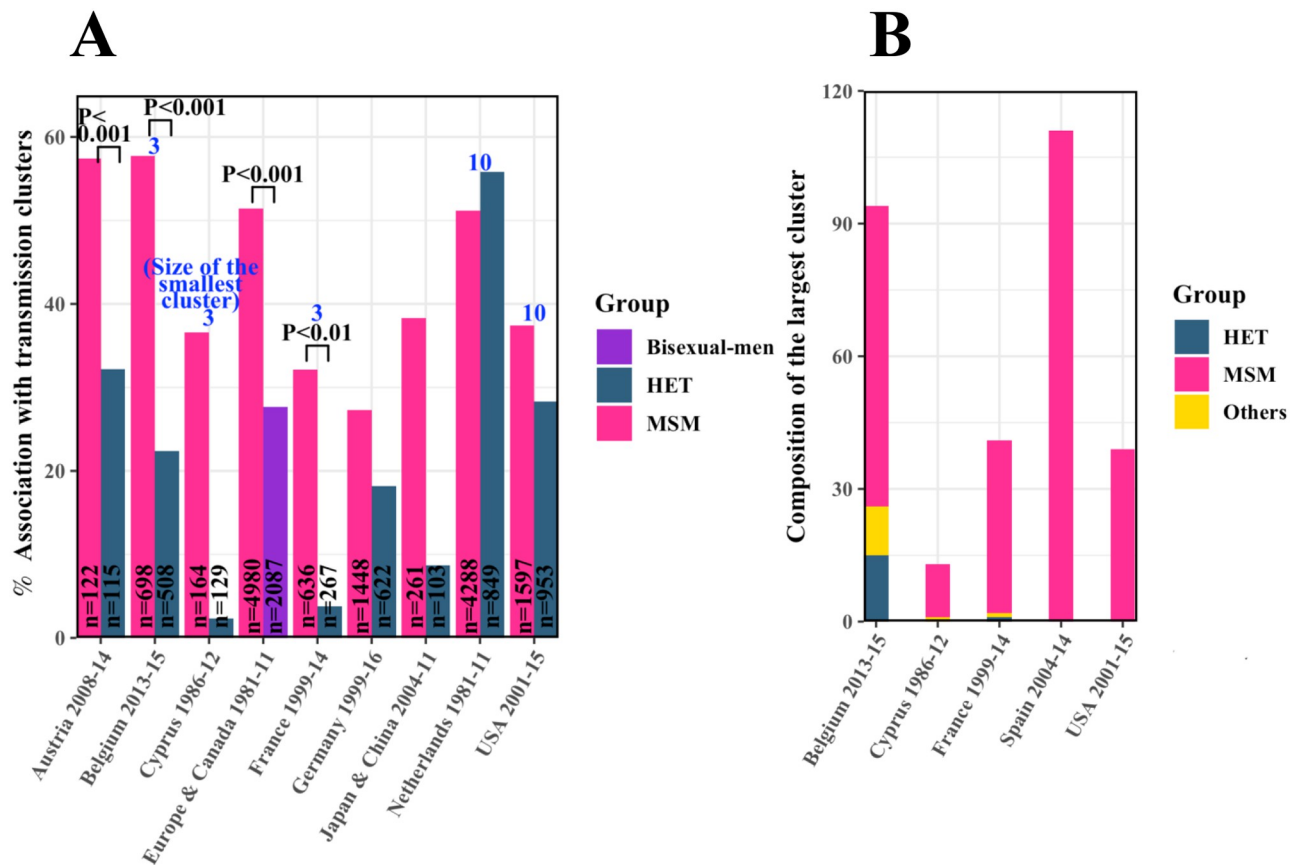 A
% Association with transmission clusters
60
40
20
0
P<
0.001
P<0.001
3
P<0.001
(Size of the
smallest
cluster)
3
3
P<0.01
10
10
n=122
n=115
n=698
n=508
n=164
n=129
n=4980
n=2087
n=636
n=267
n=1448
n=622
n=261
n=103
n=4288
n=849
n=1597
n=953
Austria 2008-14
Belgium 2013-15
Cyprus 1986-12
Europe & Canada 1981-11
France 1999-14
Germany 1999-16
Japan & China 2004-11
Netherlands 1981-11
USA 2001-15
Group
Bisexual-men
HET
MSM
B
Composition of the largest cluster
120
90
60
30
0
Belgium 2013-15
Cyprus 1986-12
France 1999-14
Spain 2004-14
USA 2001-15
Group
HET
MSM
Others